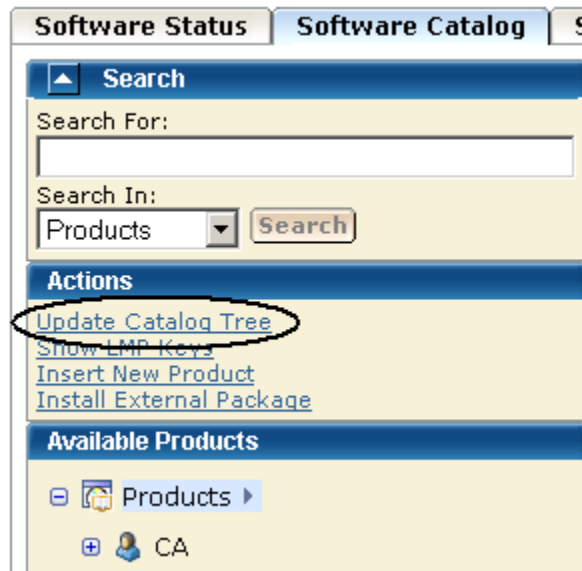 Software Status Software Catalog
Search
Search For:
Search In:
Products Search
Actions
Update Catalog Tree
Show LMP Keys
Insert New Product
Install External Package
Available Products
Products
CA